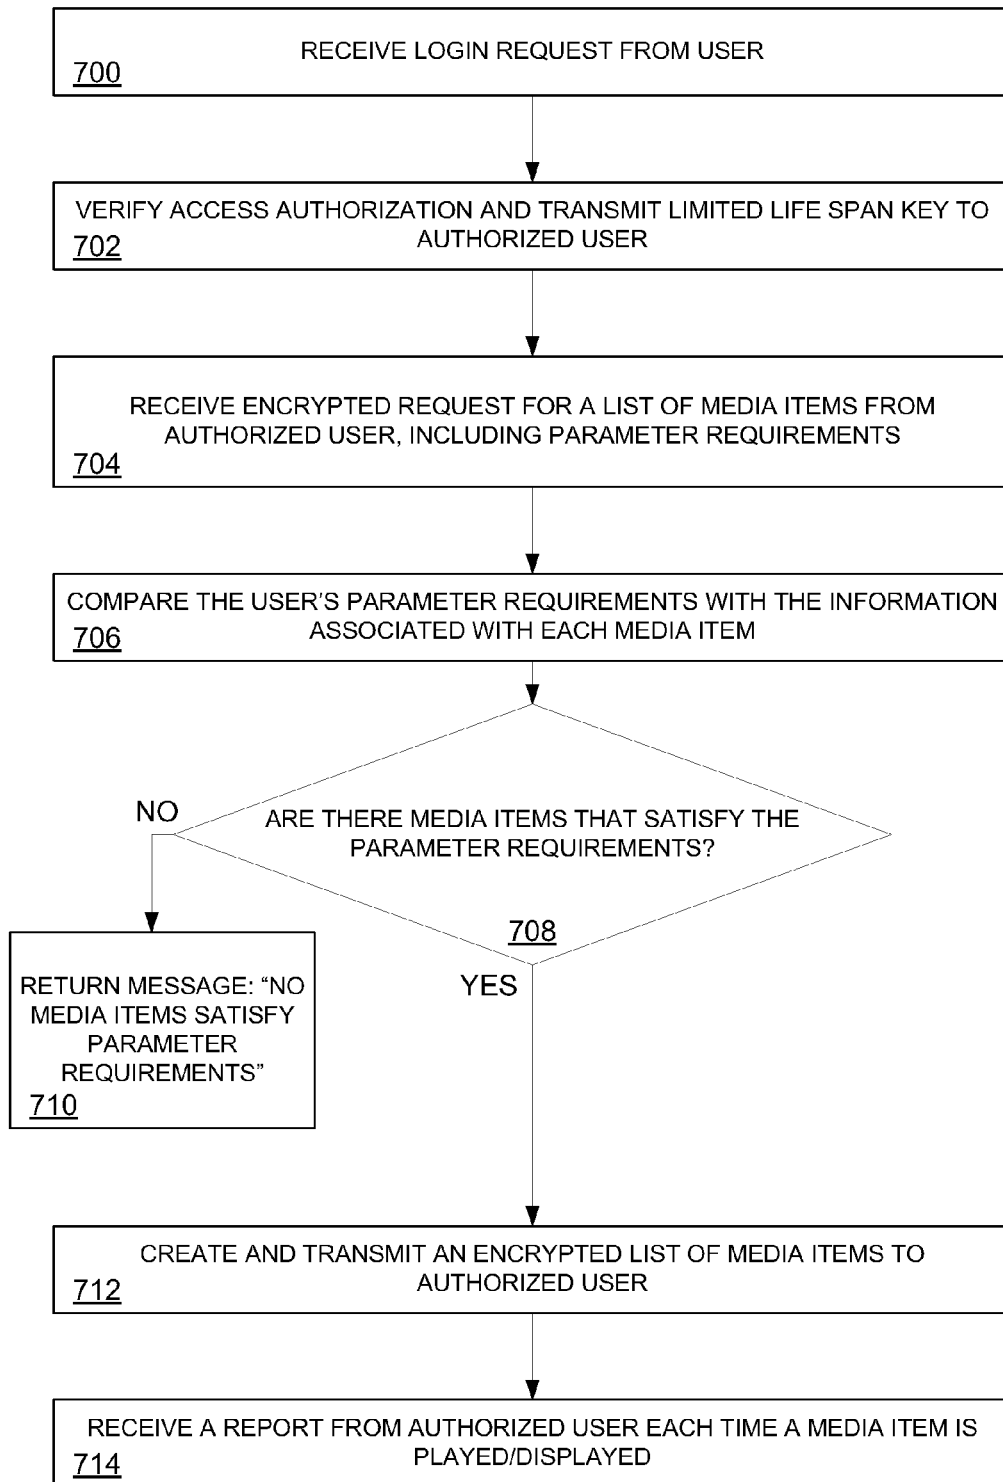 RECEIVE LOGIN REQUEST FROM USER
700
VERIFY ACCESS AUTHORIZATION AND TRANSMIT LIMITED LIFE SPAN KEY TO
AUTHORIZED USER
702
RECEIVE ENCRYPTED REQUEST FOR A LIST OF MEDIA ITEMS FROM
AUTHORIZED USER, INCLUDING PARAMETER REQUIREMENTS
704
COMPARE THE USER'S PARAMETER REQUIREMENTS WITH THE INFORMATION
ASSOCIATED WITH EACH MEDIA ITEM
706
NO
ARE THERE MEDIA ITEMS THAT SATISFY THE
PARAMETER REQUIREMENTS?
708
YES
RETURN MESSAGE: “NO
MEDIA ITEMS SATISFY
PARAMETER
REQUIREMENTS”
710
CREATE AND TRANSMIT AN ENCRYPTED LIST OF MEDIA ITEMS TO
AUTHORIZED USER
712
RECEIVE A REPORT FROM AUTHORIZED USER EACH TIME A MEDIA ITEM IS
PLAYED/DISPLAYED
714